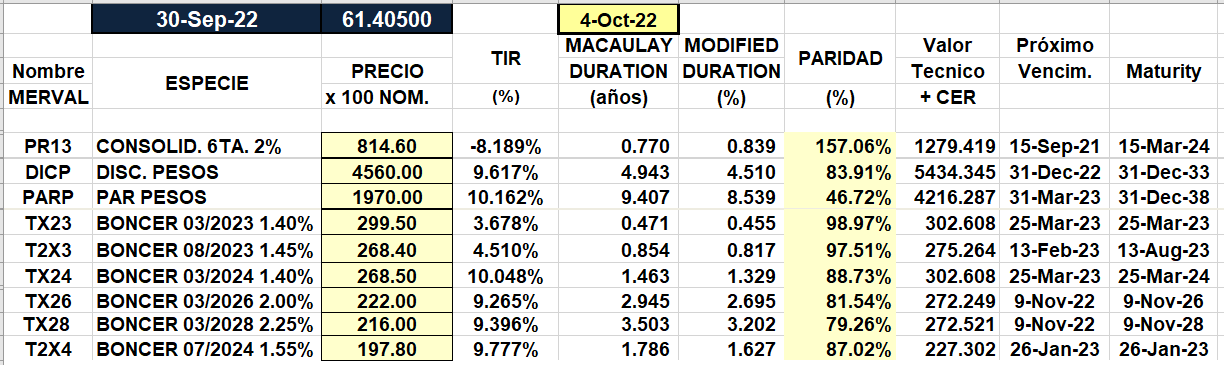 30-Sep-22 61.40500 4-Oct-22
Nombre MERVAL ESPECIE PRECIO x 100 NOM. TIR (%) MACAULAY DURATION (años) MODIFIED DURATION (%) PARIDAD (%) Valor Tecnico + CER Próximo Vencim. Maturity
PR13 CONSOLID. 6TA. 2% 814.60 -8.189% 0.770 0.839 157.06% 1279.419 15-Sep-21 15-Mar-24
DICP DISC. PESOS 4560.00 9.617% 4.943 4.510 83.91% 5434.345 31-Dec-22 31-Dec-33
PARP PAR PESOS 1970.00 10.162% 9.407 8.539 46.72% 4216.287 31-Mar-23 31-Dec-38
TX23 BONCER 03/2023 1.40% 299.50 3.678% 0.471 0.455 98.97% 302.608 25-Mar-23 25-Mar-23
T2X3 BONCER 08/2023 1.45% 268.40 4.510% 0.854 0.817 97.51% 275.264 13-Feb-23 13-Aug-23
TX24 BONCER 03/2024 1.40% 268.50 10.048% 1.463 1.329 88.73% 302.608 25-Mar-23 25-Mar-24
TX26 BONCER 03/2026 2.00% 222.00 9.265% 2.945 2.695 81.54% 272.249 9-Nov-22 9-Nov-26
TX28 BONCER 03/2028 2.25% 216.00 9.396% 3.503 3.202 79.26% 272.521 9-Nov-22 9-Nov-28
T2X4 BONCER 07/2024 1.55% 197.80 9.777% 1.786 1.627 87.02% 227.302 26-Jan-23 26-Jan-23